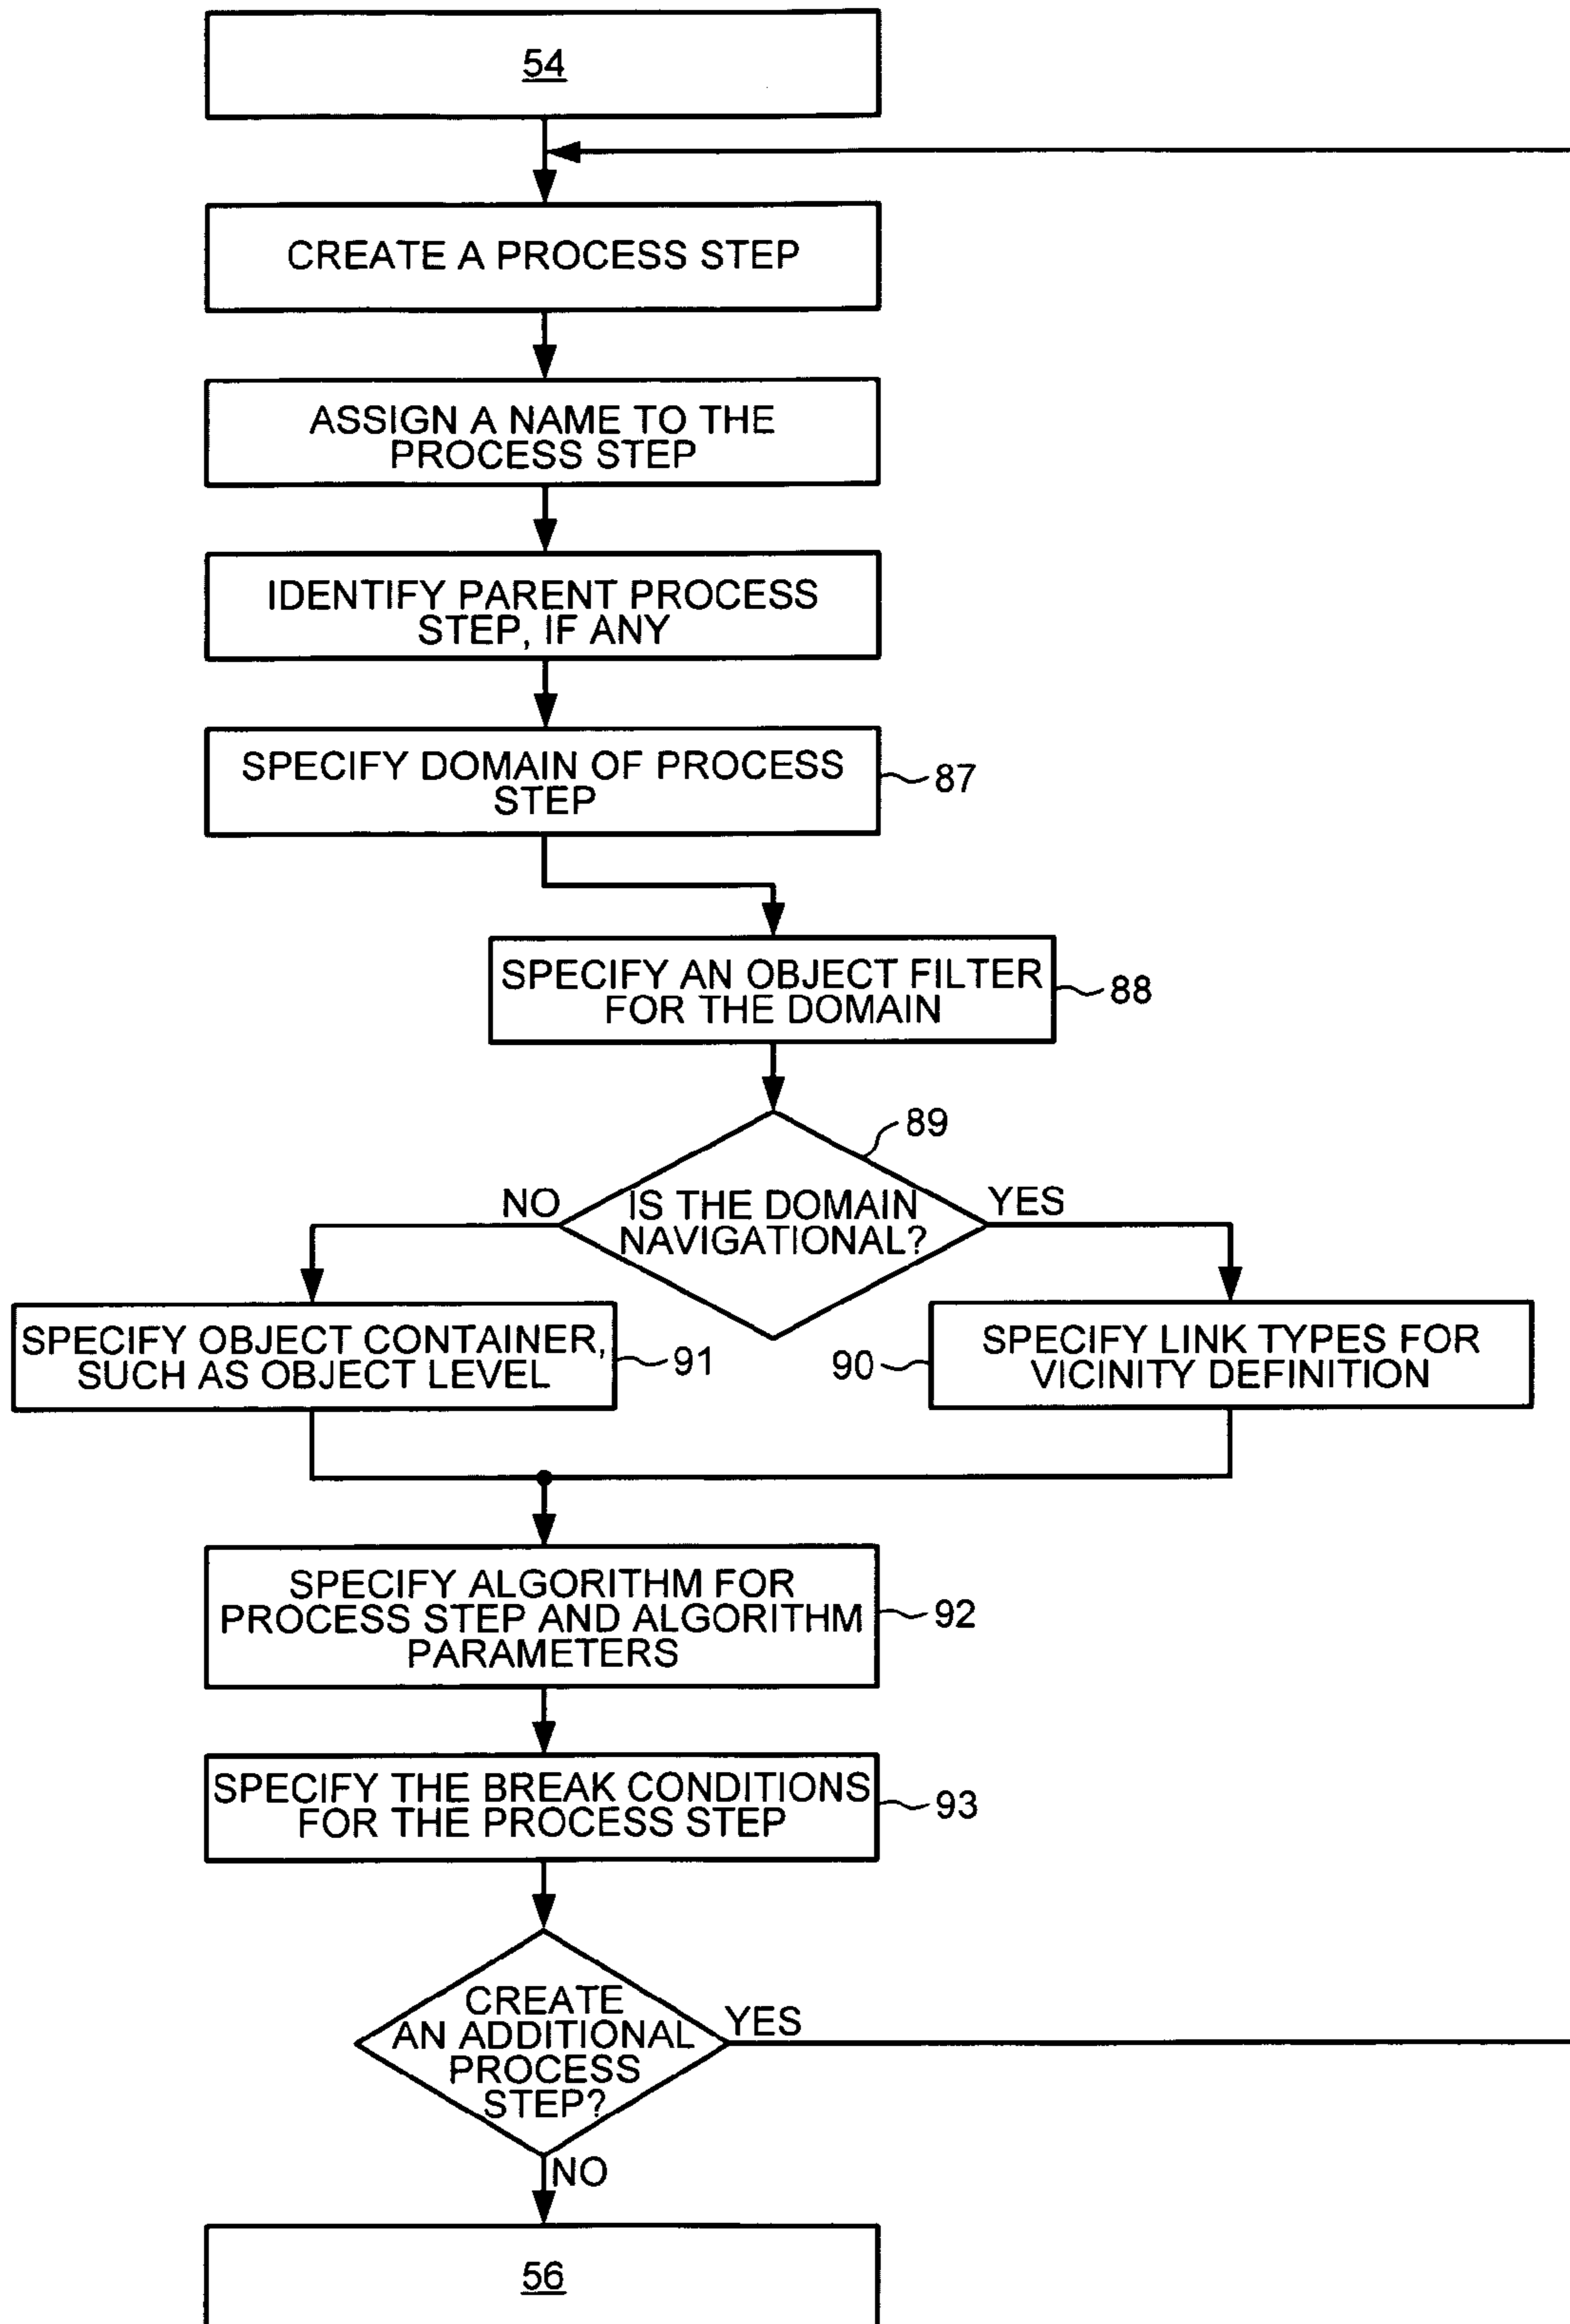 54
CREATE A PROCESS STEP
ASSIGN A NAME TO THE
PROCESS STEP
IDENTIFY PARENT PROCESS
STEP, IF ANY
SPECIFY DOMAIN OF PROCESS
STEP
87
SPECIFY AN OBJECT FILTER
FOR THE DOMAIN
88
89
NO
IS THE DOMAIN
NAVIGATIONAL?
YES
SPECIFY OBJECT CONTAINER,
SUCH AS OBJECT LEVEL
91
90
SPECIFY LINK TYPES FOR
VICINITY DEFINITION
SPECIFY ALGORITHM FOR
PROCESS STEP AND ALGORITHM
PARAMETERS
92
SPECIFY THE BREAK CONDITIONS
FOR THE PROCESS STEP
93
CREATE
AN ADDITIONAL
PROCESS
STEP?
YES
NO
56